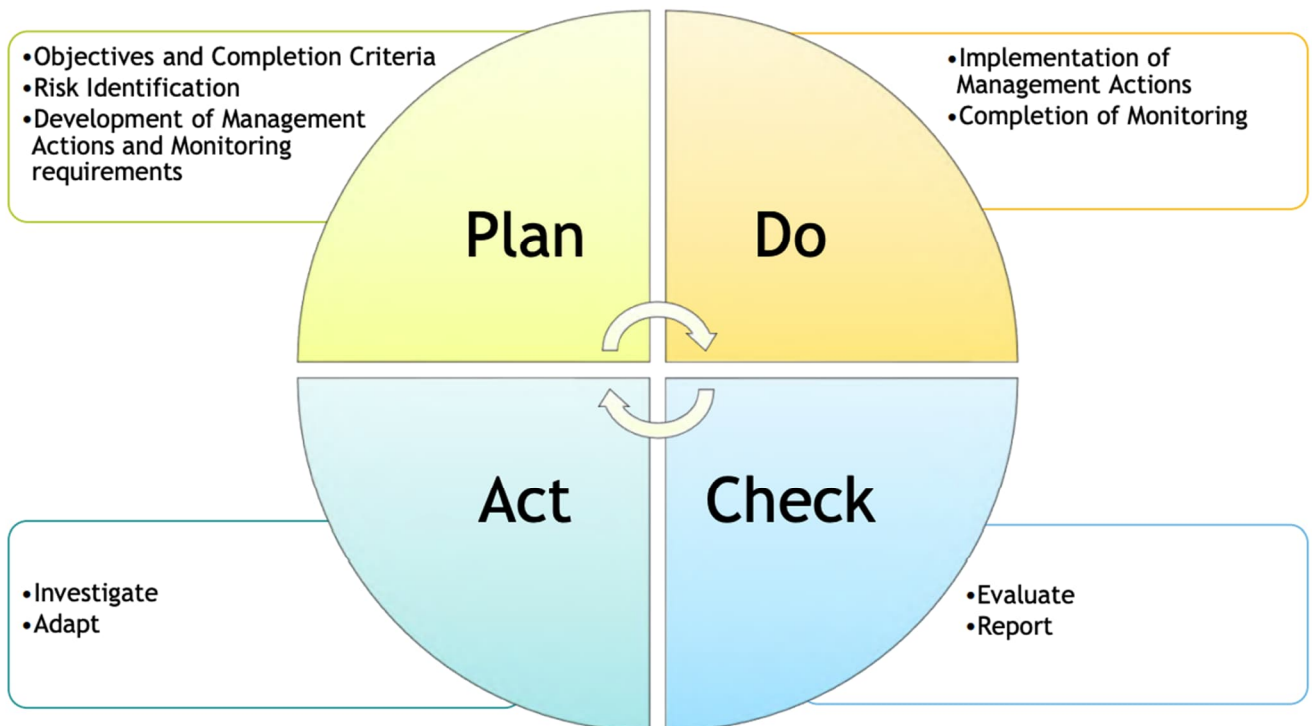 •Objectives and Completion Criteria
•Risk Identification
•Development of Management
Actions and Monitoring
requirements
Plan
•Implementation of
Management Actions
•Completion of Monitoring
Do
Act
•Investigate
•Adapt
Check
•Evaluate
•Report